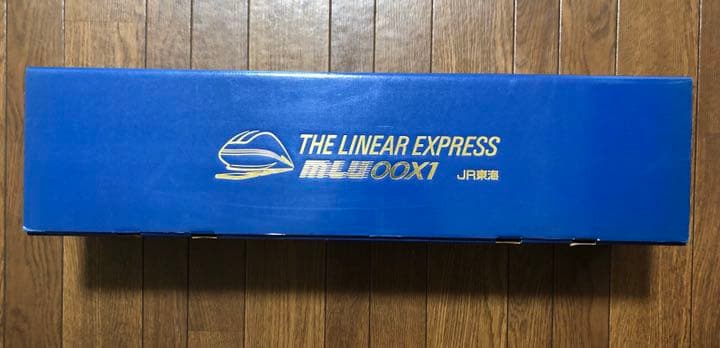 THE LINEAR EXPRESS
MLU00X1 JR東海